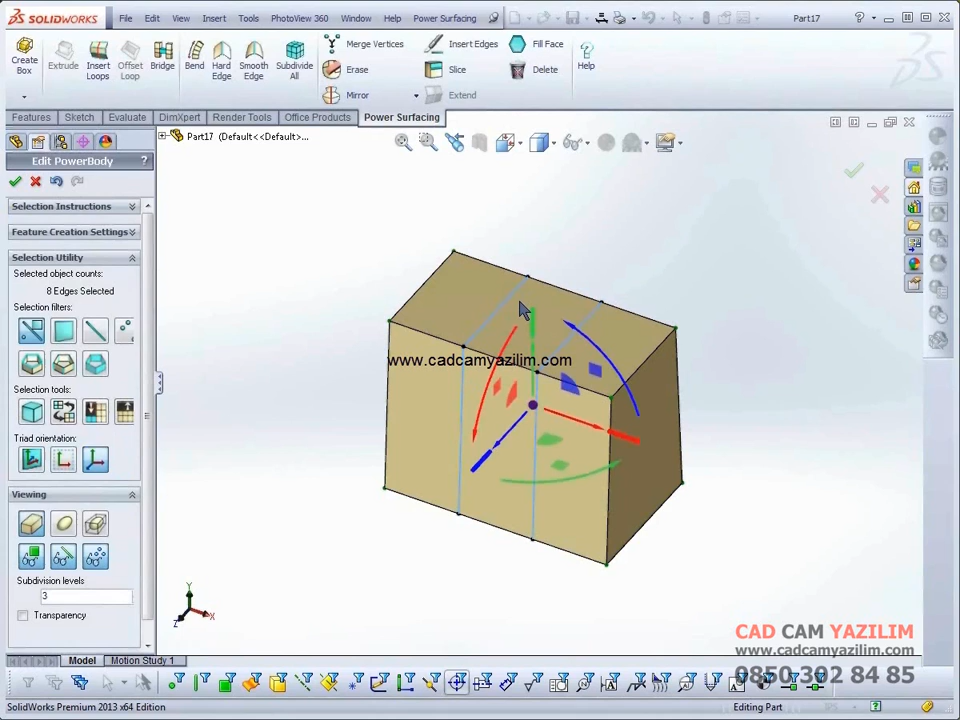 SOLIDWORKS File Edit View Insert Tools PhotoView 360 Window Help Power Surfacing Part17
Create Box Extrude Insert Loops Offset Loop Bridge Bend Hard Edge Smooth Edge Subdivide All Mirror Vertices Insert Edges Fill Face Help
Erase Slice Delete
Mirror Extend
Features Sketch Evaluate DimXpert Render Tools Office Products Power Surfacing
Part17 (Default<<Default>...
Edit PowerBody ?
Selection Instructions
Feature Creation Settings
Selection Utility
Selected object counts:
8 Edges Selected
Selection filters:
Selection tools:
Triad orientation:
Viewing
Subdivision levels
3
Transparency
www.cadcamyazilim.com
Y
X
Z
CAD CAM YAZILIM
www.cadcamyazilim.com
0850 302 84 85
Model Motion Study 1
SolidWorks Premium 2013 x64 Edition Editing Part